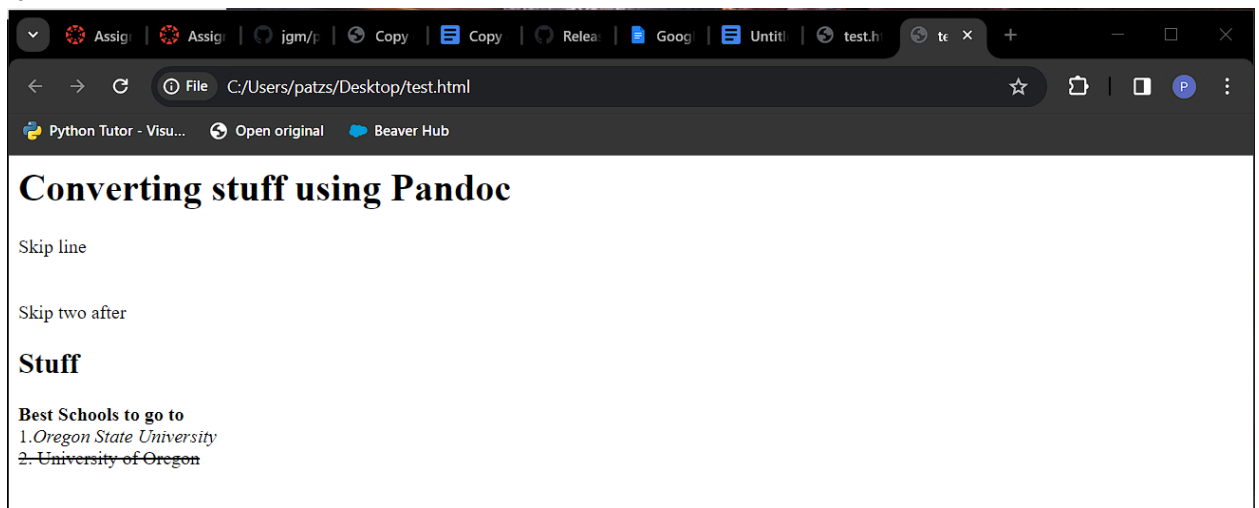 Assig
Assig
jgm/p
Copy
Copy
Relea
Googl
Untitl
test.h
te
File C:/Users/patzs/Desktop/test.html
P
Python Tutor - Visu...
Open original
Beaver Hub
Converting stuff using Pandoc
Skip line
Skip two after
Stuff
Best Schools to go to
1.Oregon State University
2. University of Oregon